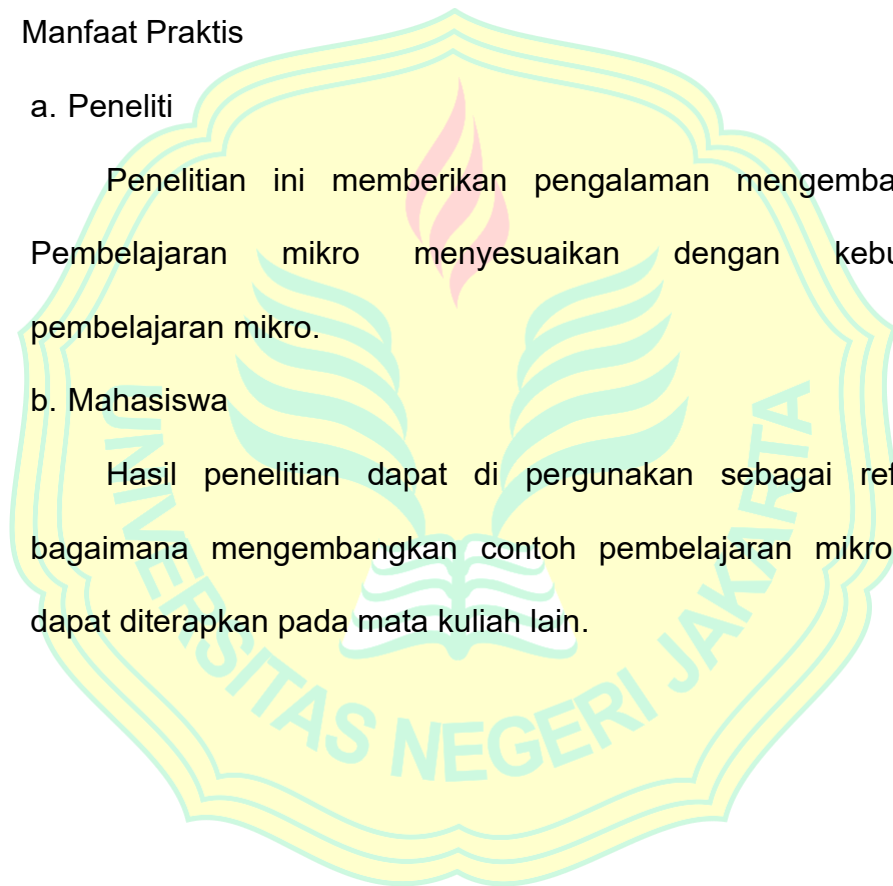 Manfaat Praktis
a. Peneliti
Penelitian ini memberikan pengalaman
Pembelajaran mikro menyesuaikan dengan
pembelajaran mikro.
b. Mahasiswa
Hasil penelitian dapat di pergunakan sebagai
bagaimana mengembangkan contoh pembelajaran mikro
dapat diterapkan pada mata kuliah lain.
UNIVERSITAS NEGERI JAKARTA